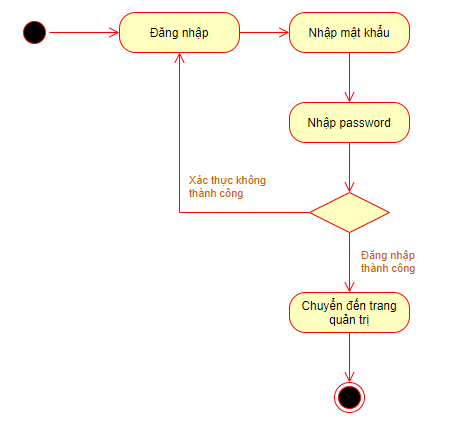 Đăng nhập
Nhập mật khẩu
Nhập password
Xác thực không
thành công
Đăng nhập
thành công
Chuyển đến trang
quản trị